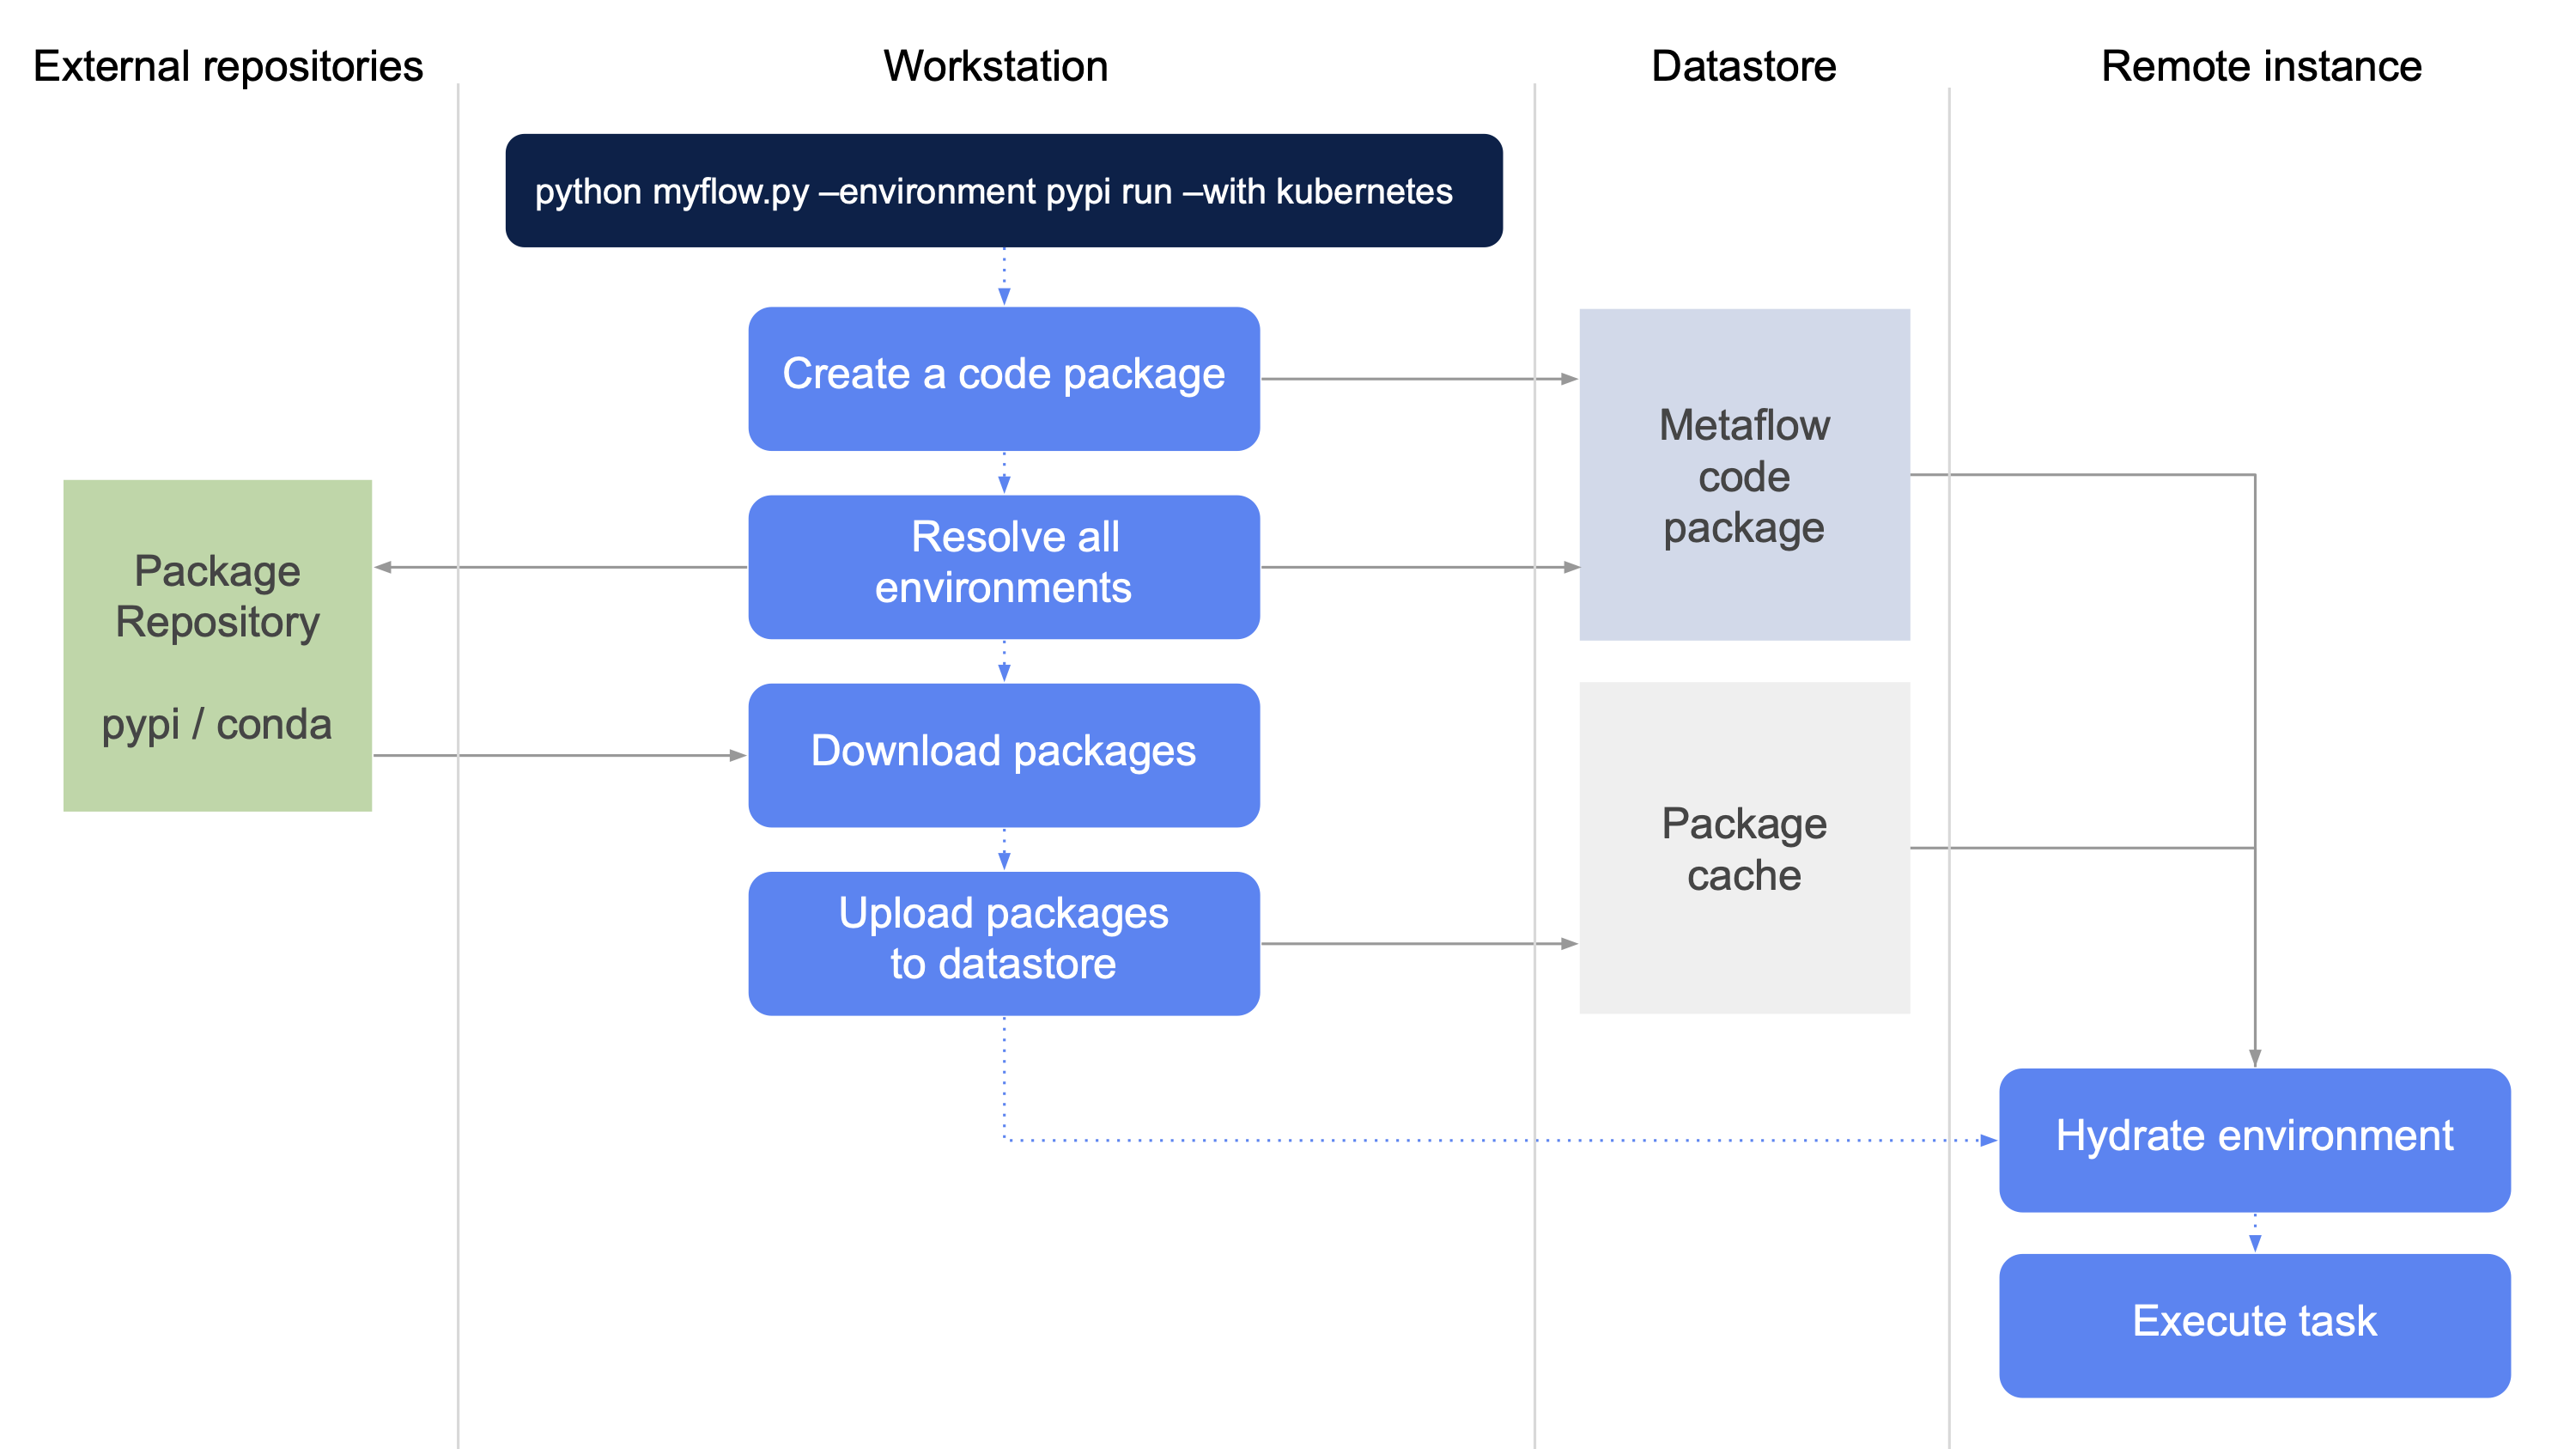 External repositories
Workstation
Datastore
Remote instance
python myflow.py –environment pypi run –with kubernetes
Create a code package
Metaflow
code
package
Resolve all
environments
Package
Repository
pypi / conda
Download packages
Package
cache
Upload packages
to datastore
Hydrate environment
Execute task